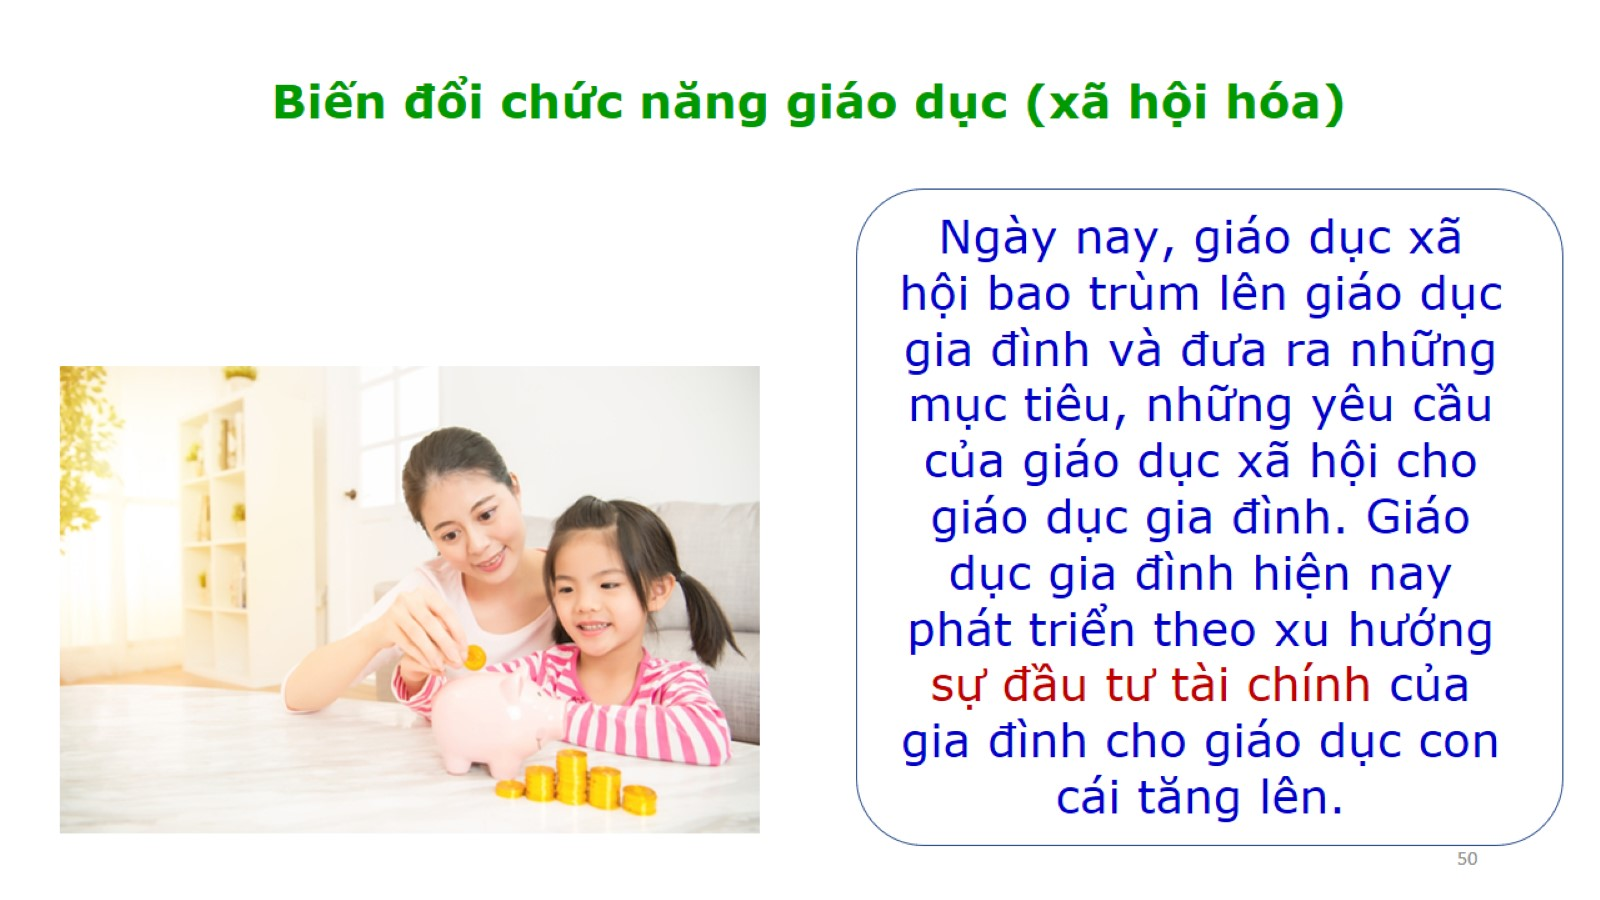 Biến đổi chức năng giáo dục (xã hội hóa)
Ngày nay, giáo dục xã
hội bao trùm lên giáo dục
gia đình và đưa ra những
mục tiêu, những yêu cầu
của giáo dục xã hội cho
giáo dục gia đình. Giáo
dục gia đình hiện nay
phát triển theo xu hướng
sự đầu tư tài chính của
gia đình cho giáo dục con
cái tăng lên.
50